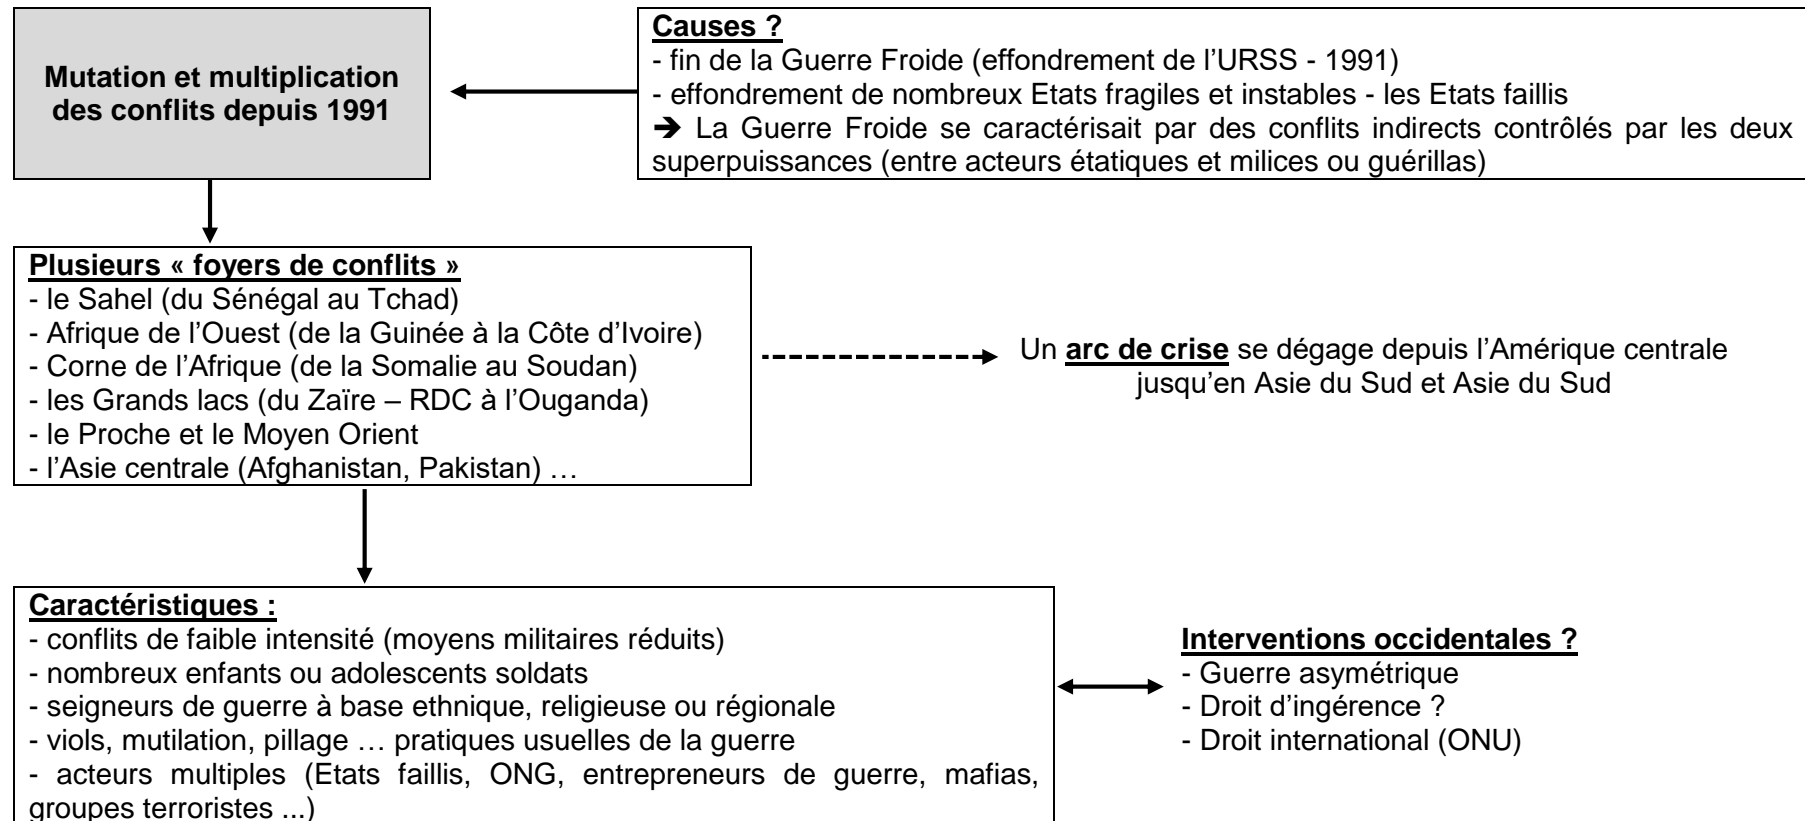 Mutation et multiplication
des conflits depuis 1991
Causes ?
- fin de la Guerre Froide (effondrement de l’URSS - 1991)
- effondrement de nombreux Etats fragiles et instables - les Etats faillis
➔ La Guerre Froide se caractérisait par des conflits indirects contrôlés par les deux
superpuissances (entre acteurs étatiques et milices ou guérillas)
Plusieurs « foyers de conflits »
- le Sahel (du Sénégal au Tchad)
- Afrique de l’Ouest (de la Guinée à la Côte d’Ivoire)
- Corne de l’Afrique (de la Somalie au Soudan)
- les Grands lacs (du Zaïre – RDC à l’Ouganda)
- le Proche et le Moyen Orient
- l’Asie centrale (Afghanistan, Pakistan) …
Un arc de crise se dégage depuis l’Amérique centrale
jusqu’en Asie du Sud et Asie du Sud
Caractéristiques :
- conflits de faible intensité (moyens militaires réduits)
- nombreux enfants ou adolescents soldats
- seigneurs de guerre à base ethnique, religieuse ou régionale
- viols, mutilation, pillage … pratiques usuelles de la guerre
- acteurs multiples (Etats faillis, ONG, entrepreneurs de guerre, mafias,
groupes terroristes ...)
Interventions occidentales ?
- Guerre asymétrique
- Droit d’ingérence ?
- Droit international (ONU)